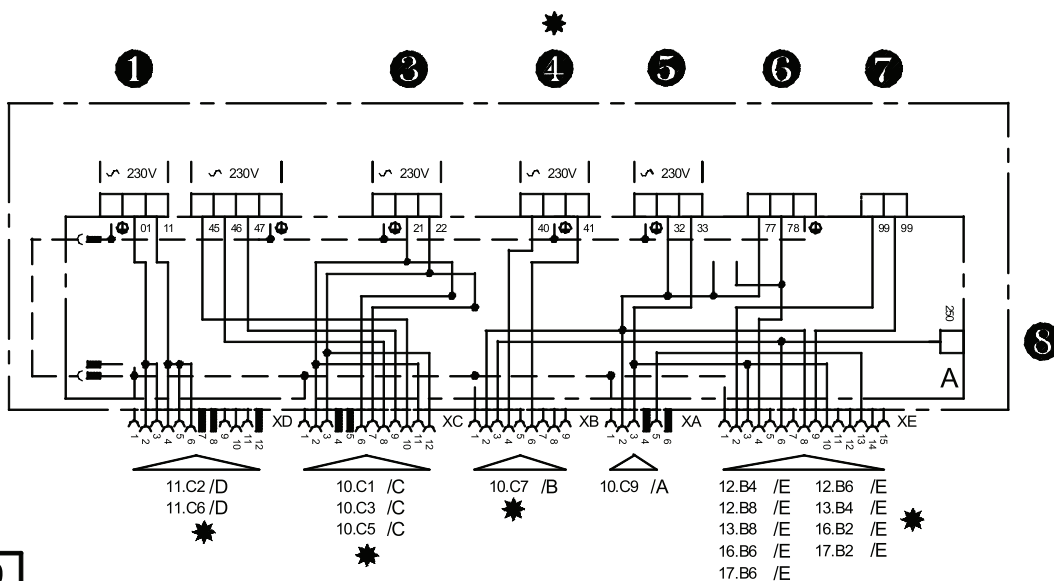 1 3 4 5 6 7
230V 230V 230V 230V 230V
01 11 45 46 47 21 22 40 41 32 33 77 78 99 99
250
8
A
XD XC XB XA XE
1 2 3 4 5 6 7 8 9 10 11 12
1 2 3 4 5 6 7 8 9 10 11 12
1 2 3 4 5 6 7 8 9
1 2 3 4 5 6
1 2 3 4 5 6 7 8 9 10 11 12 13 14 15
11.C2 /D
11.C6 /D
10.C1 /C
10.C3 /C
10.C5 /C
10.C7 /B
10.C9 /A
12.B4 /E 12.B6 /E
12.B8 /E 13.B4 /E
13.B8 /E 16.B2 /E
16.B6 /E 17.B2 /E
17.B6 /E